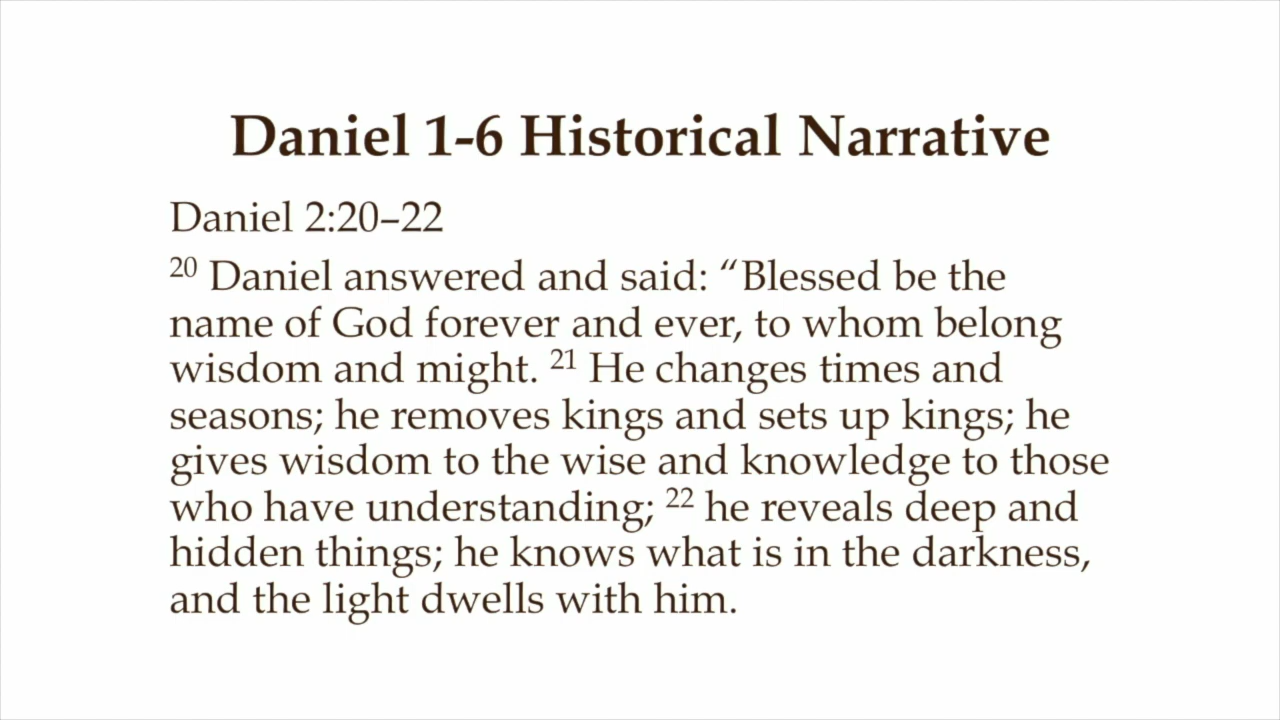 Daniel 1-6 Historical Narrative
Daniel 2:20–22
20 Daniel answered and said: “Blessed be the
name of God forever and ever, to whom belong
wisdom and might. 21 He changes times and
seasons; he removes kings and sets up kings; he
gives wisdom to the wise and knowledge to those
who have understanding; 22 he reveals deep and
hidden things; he knows what is in the darkness,
and the light dwells with him.